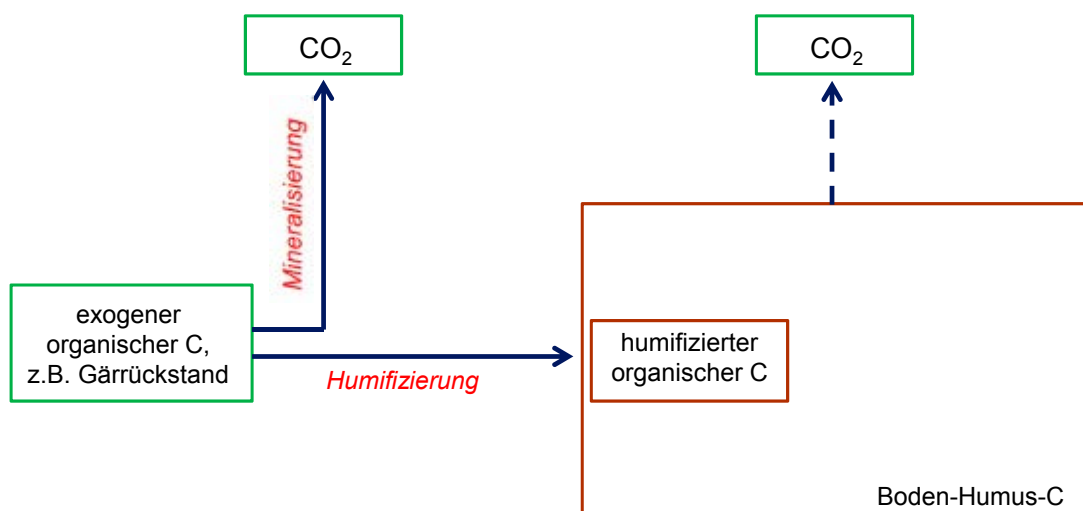 CO₂
CO₂
Mineralisierung
exogener
organischer C,
z.B. Gärrückstand
Humifizierung
humifizierter
organischer C
Boden-Humus-C